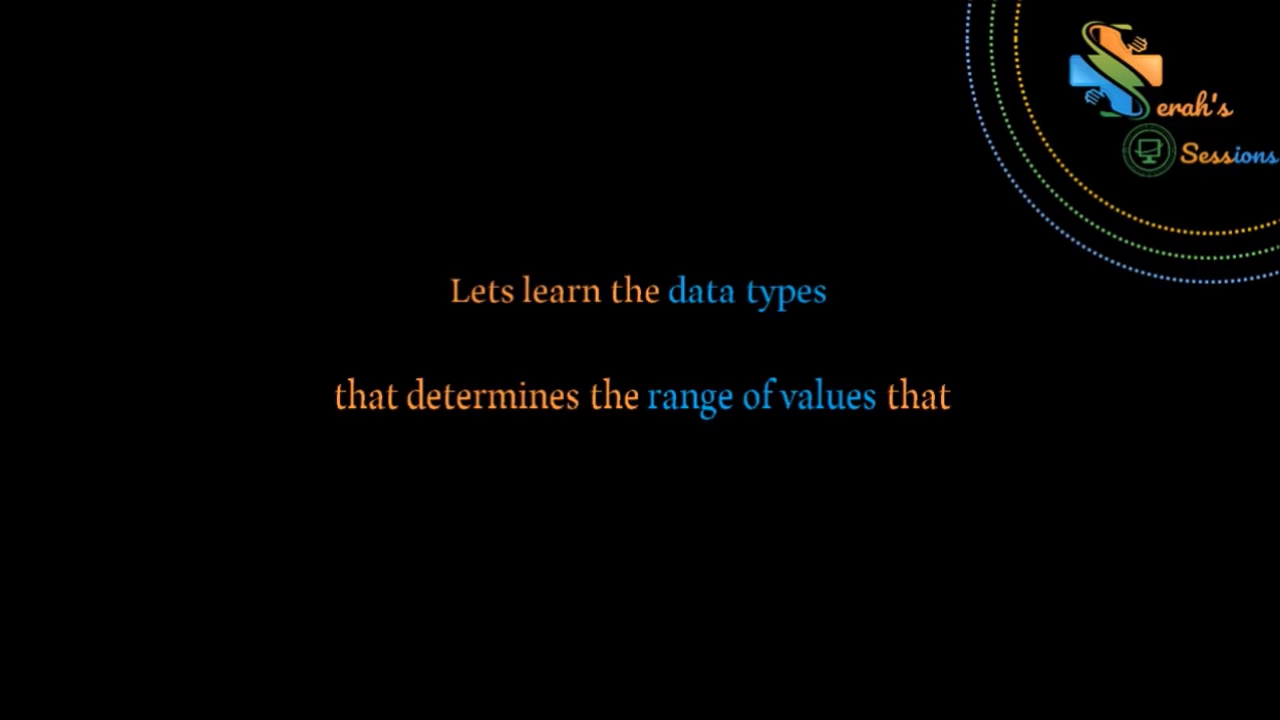 erah's
Sessions
Lets learn the data types
that determines the range of values that